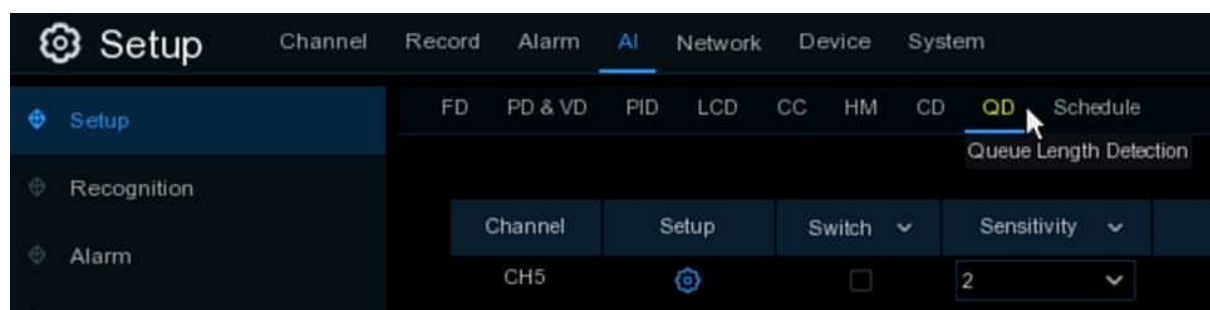 Setup Channel Record Alarm AI Network Device System
Setup FD PD & VD PID LCD CC HM CD QD Schedule
Queue Length Detection
Recognition
Channel Setup Switch Sensitivity
Alarm
CH5 2